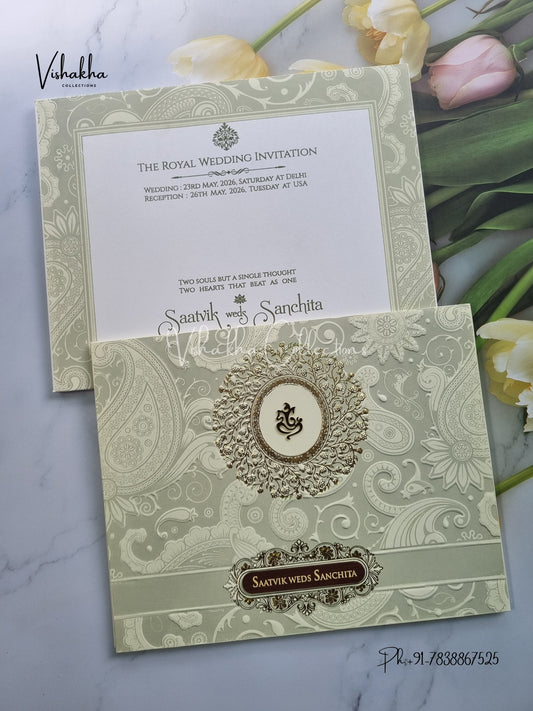 Vishakha
COLLECTIONS
THE ROYAL WEDDING INVITATION
WEDDING : 23RD MAY, 2026, SATURDAY AT DELHI
RECEPTION : 26TH MAY, 2026, TUESDAY AT USA
TWO SOULS BUT A SINGLE THOUGHT
TWO HEARTS THAT BEAT AS ONE
Saatvik weds Sanchita
Vishakha Collection
SAATVIK WEDS SANCHITA
Ph:+91-7838867525